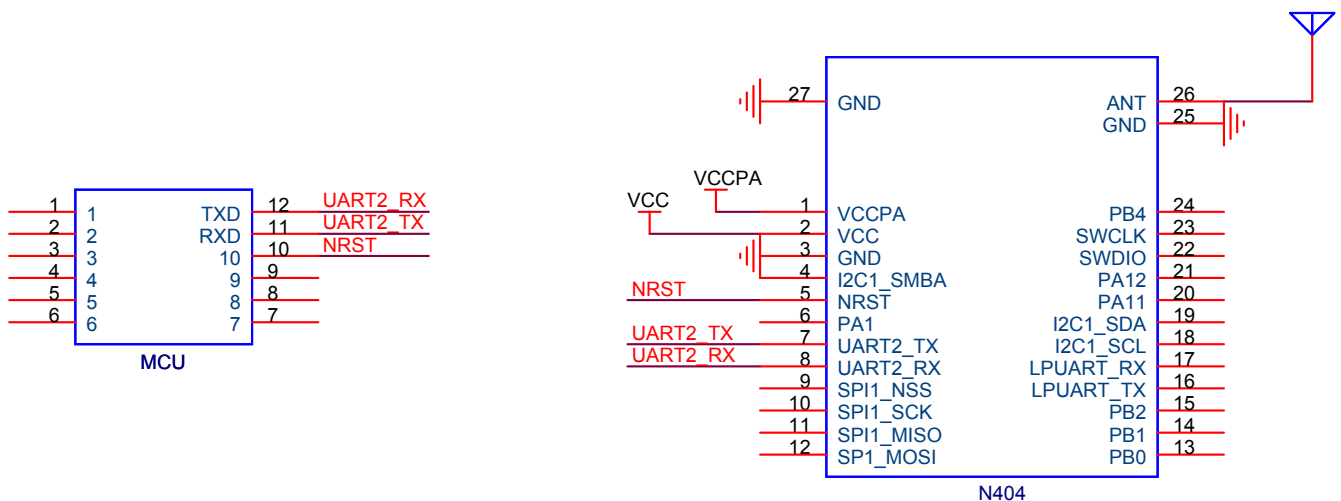 27 GND
ANT 26
GND 25
VCCPA
VCC
1 1 TXD 12 UART2_RX
2 2 RXD 11 UART2_TX
3 3 10 10 NRST
4 4 9 9
5 5 8 8
6 6 7 7
MCU
1 VCCPA
2 VCC
3 GND
4 I2C1_SMBA
NRST 5 NRST
6 PA1
UART2_TX 7 UART2_TX
UART2_RX 8 UART2_RX
9 SPI1_NSS
10 SPI1_SCK
11 SPI1_MISO
12 SP1_MOSI
PB4 24
SWCLK 23
SWDIO 22
PA12 21
PA11 20
I2C1_SDA 19
I2C1_SCL 18
LPUART_RX 17
LPUART_TX 16
PB2 15
PB1 14
PB0 13
N404